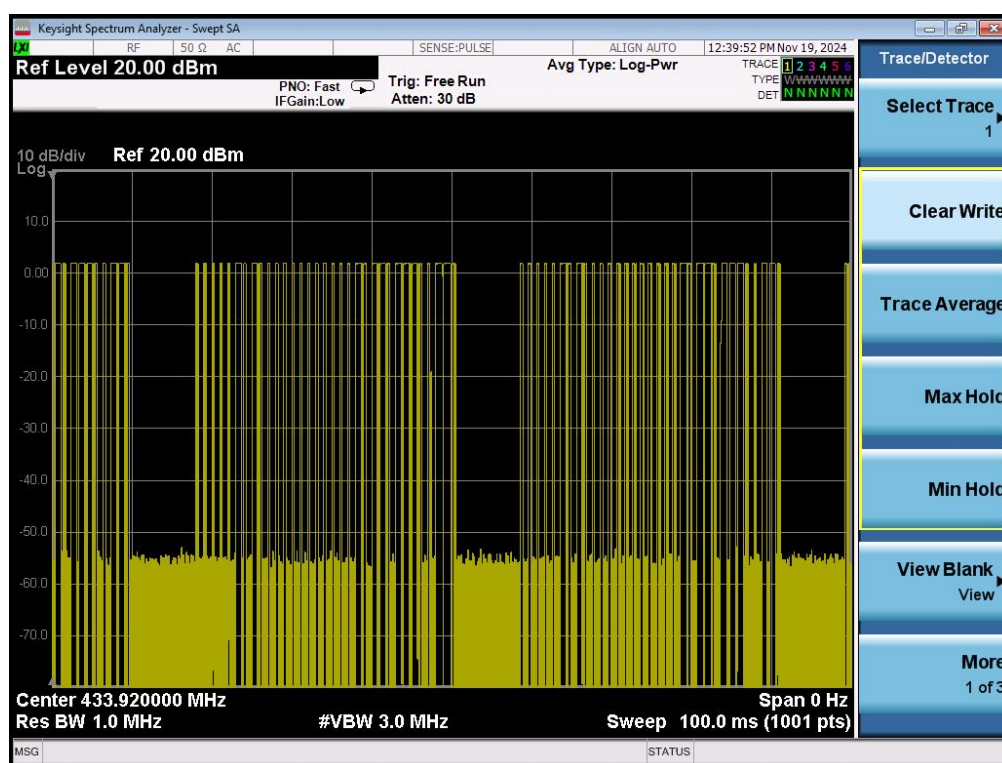 Keysight Spectrum Analyzer - Swept SA
LXI RF 50 Ω AC SENSE:PULSE ALIGN AUTO 12:39:52 PM Nov 19, 2024
Ref Level 20.00 dBm
PNO: Fast
IFGain:Low
Trig: Free Run
Atten: 30 dB
Avg Type: Log-Pwr
TRACE 1 2 3 4 5 6
TYPE WWWWWW
DET N N N N N N
10 dB/div Ref 20.00 dBm
Log
10.0
0.00
-10.0
-20.0
-30.0
-40.0
-50.0
-60.0
-70.0
Center 433.920000 MHz Span 0 Hz
Res BW 1.0 MHz #VBW 3.0 MHz Sweep 100.0 ms (1001 pts)
MSG STATUS
Trace/Detector
Select Trace
1
Clear Write
Trace Average
Max Hold
Min Hold
View Blank
View
More
1 of 3